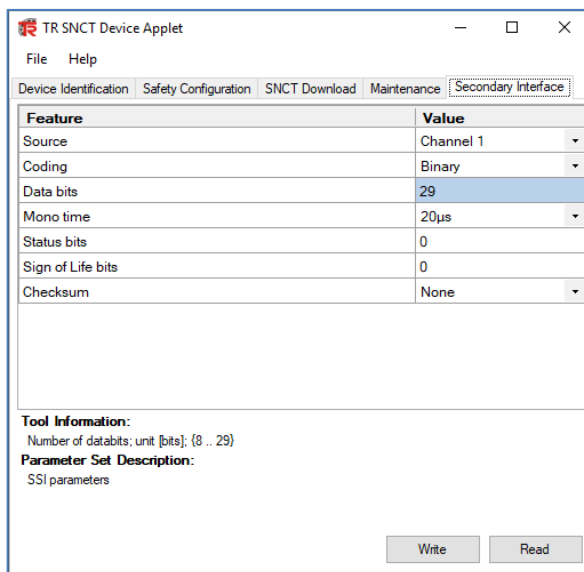 TR SNCT Device Applet
File Help
Device Identification Safety Configuration SNCT Download Maintenance Secondary Interface
Feature Value
Source Channel 1
Coding Binary
Data bits 29
Mono time 20µs
Status bits 0
Sign of Life bits 0
Checksum None
Tool Information:
Number of databits; unit [bits]; {8 .. 29}
Parameter Set Description:
SSI parameters
Write Read